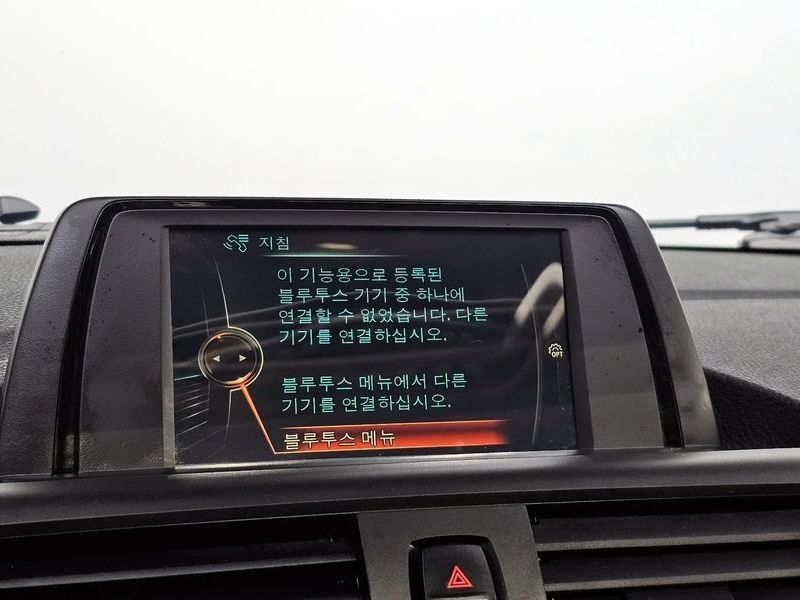 지침
이 기능용으로 등록된
블루투스 기기 중 하나에
연결할 수 없었습니다. 다른
기기를 연결하십시오.
OPT
블루투스 메뉴에서 다른
기기를 연결하십시오.
블루투스 메뉴